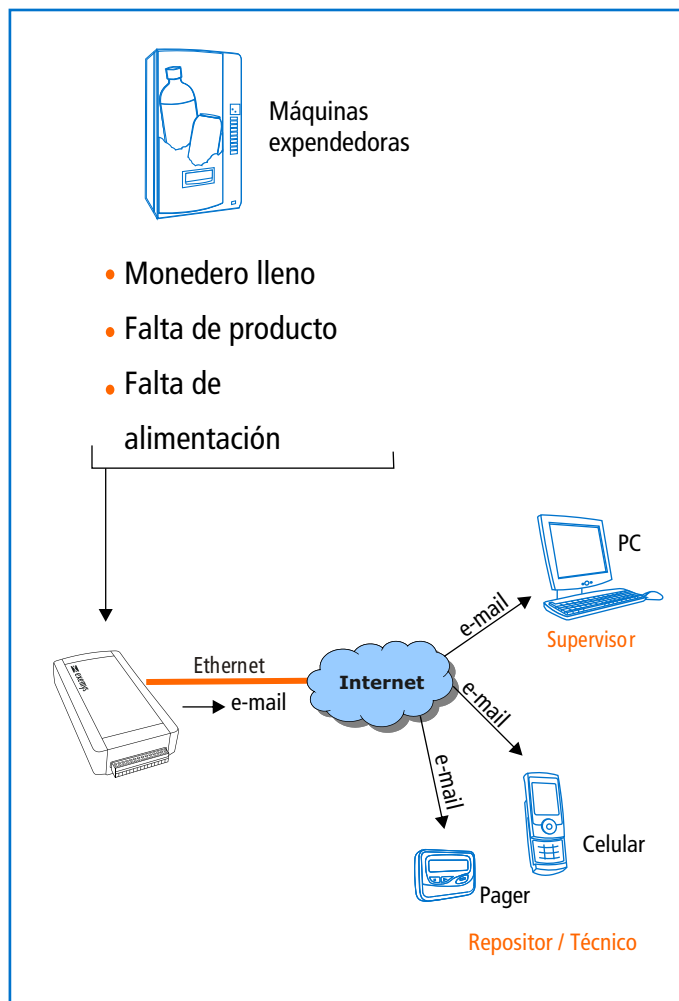 Máquinas
expendedoras
• Monedero lleno
• Falta de producto
• Falta de
alimentación
PC
e-mail
Supervisor
Ethernet
Internet
e-mail
exemys
e-mail
e-mail
Celular
Pager
Repositor / Técnico